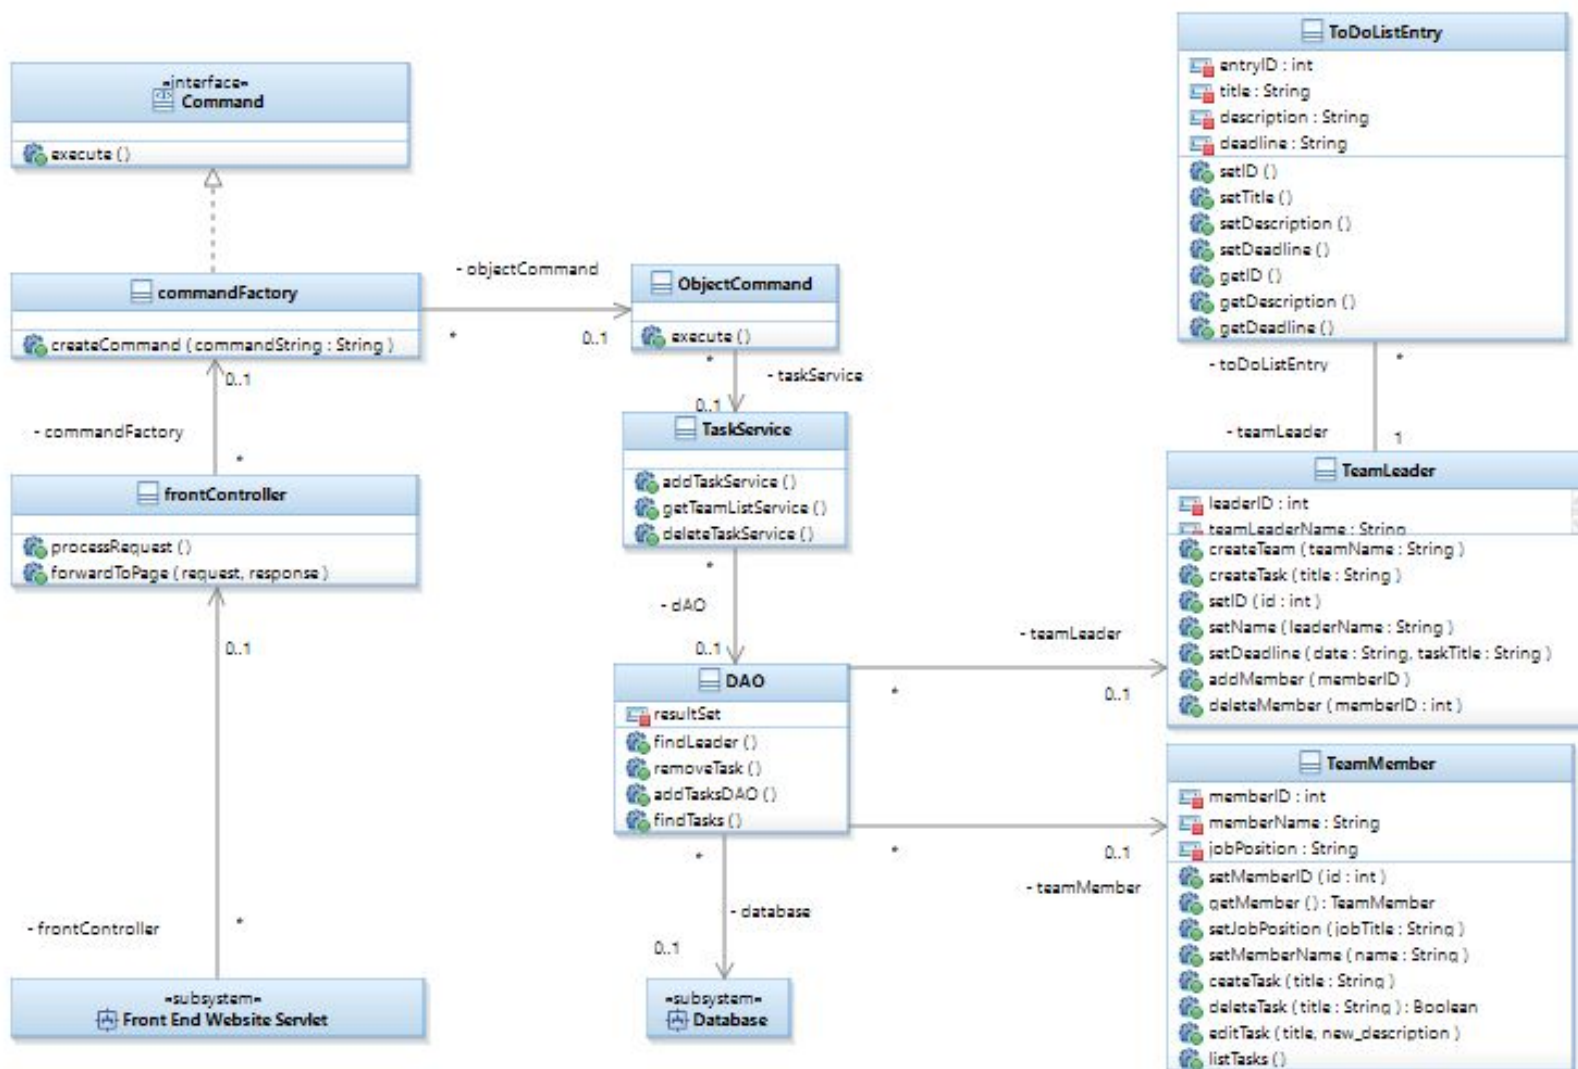 «interface»
Command
execute ()
commandFactory
createCommand ( commandString : String )
- objectCommand
*
0..1
ObjectCommand
execute ()
*
- taskService
0..1
0..1
- commandFactory
*
frontController
processRequest ()
forwardToPage ( request, response )
0..1
- frontController
*
«subsystem»
Front End Website Servlet
TaskService
addTaskService ()
getTeamListService ()
deleteTaskService ()
*
- dAO
0..1
DAO
resultSet
findLeader ()
removeTask ()
addTasksDAO ()
findTasks ()
*
- database
0..1
«subsystem»
Database
- teamLeader
*
0..1
*
0..1
- teamMember
ToDoListEntry
entryID : int
title : String
description : String
deadline : String
setID ()
setTitle ()
setDescription ()
setDeadline ()
getID ()
getDescription ()
getDeadline ()
- toDoListEntry
*
- teamLeader
1
TeamLeader
leaderID : int
teamLeaderName : String
createTeam ( teamName : String )
createTask ( title : String )
setID ( id : int )
setName ( leaderName : String )
setDeadline ( date : String, taskTitle : String )
addMember ( memberID )
deleteMember ( memberID : int )
TeamMember
memberID : int
memberName : String
jobPosition : String
setMemberID ( id : int )
getMember () : TeamMember
setJobPosition ( jobTitle : String )
setMemberName ( name : String )
ceateTask ( title : String )
deleteTask ( title : String ) : Boolean
editTask ( title, new_description )
listTasks ()